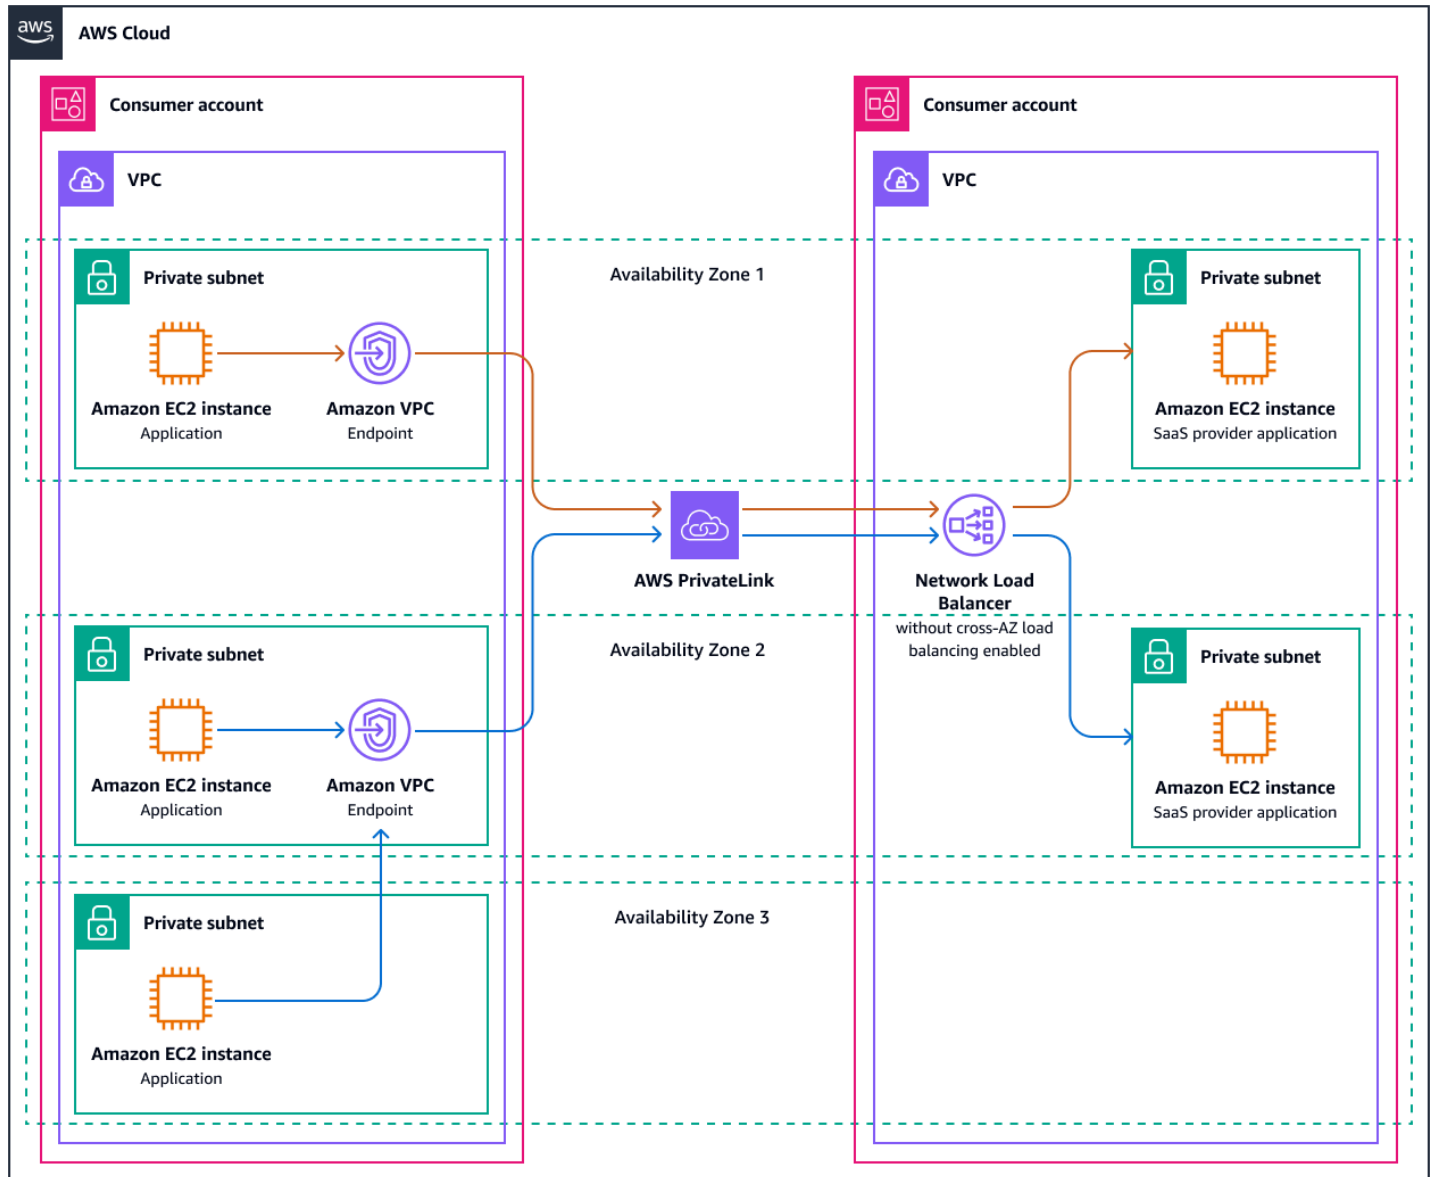 aws
AWS Cloud
Consumer account
VPC
Private subnet
Amazon EC2 instance
Application
Amazon VPC
Endpoint
Private subnet
Amazon EC2 instance
Application
Amazon VPC
Endpoint
Private subnet
Amazon EC2 instance
Application
Availability Zone 1
AWS PrivateLink
Availability Zone 2
Availability Zone 3
Consumer account
VPC
Network Load
Balancer
without cross-AZ load
balancing enabled
Private subnet
Amazon EC2 instance
SaaS provider application
Private subnet
Amazon EC2 instance
SaaS provider application